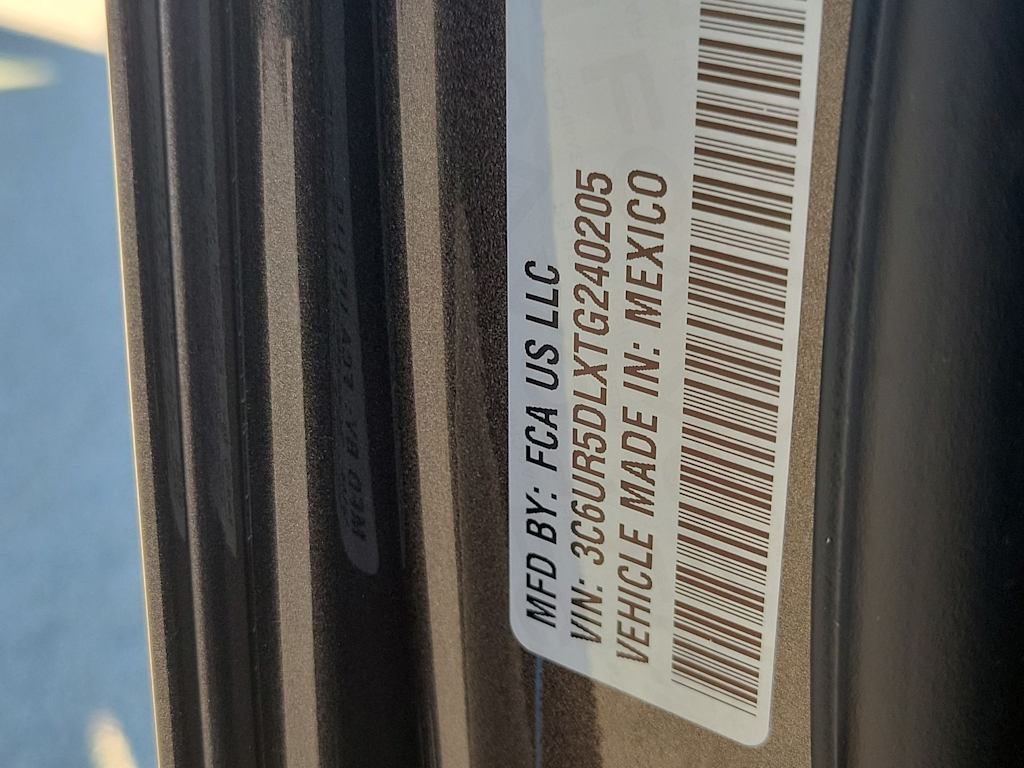 MFD BY: FCA US LLC
VIN: 3C6UR5DLXTG240205
VEHICLE MADE IN: MEXICO